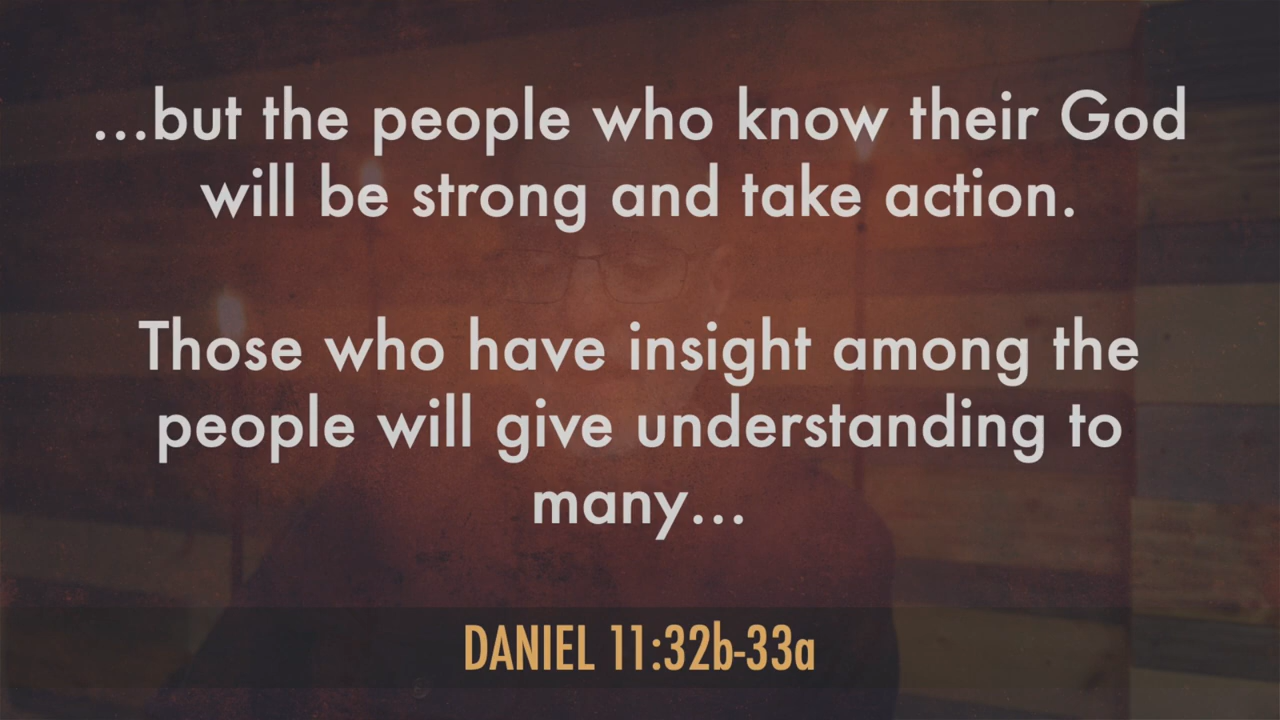 ...but the people who know their God
will be strong and take action.
Those who have insight among the
people will give understanding to
many...
DANIEL 11:32b-33a